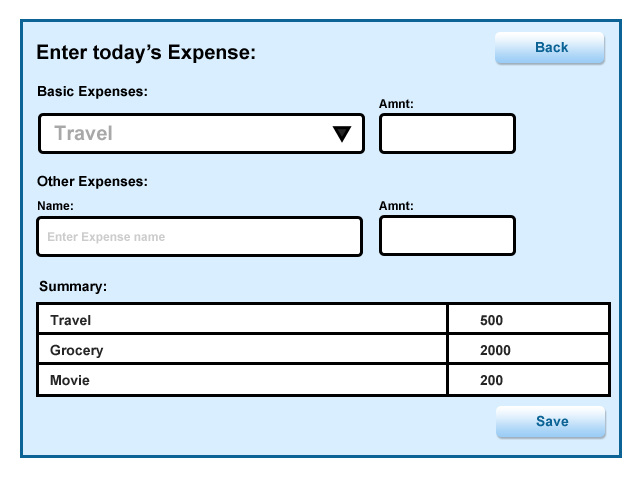 Enter today’s Expense:
Back
Basic Expenses:
Amnt:
Travel
Other Expenses:
Name:
Amnt:
Enter Expense name
Summary:
Travel 500
Grocery 2000
Movie 200
Save